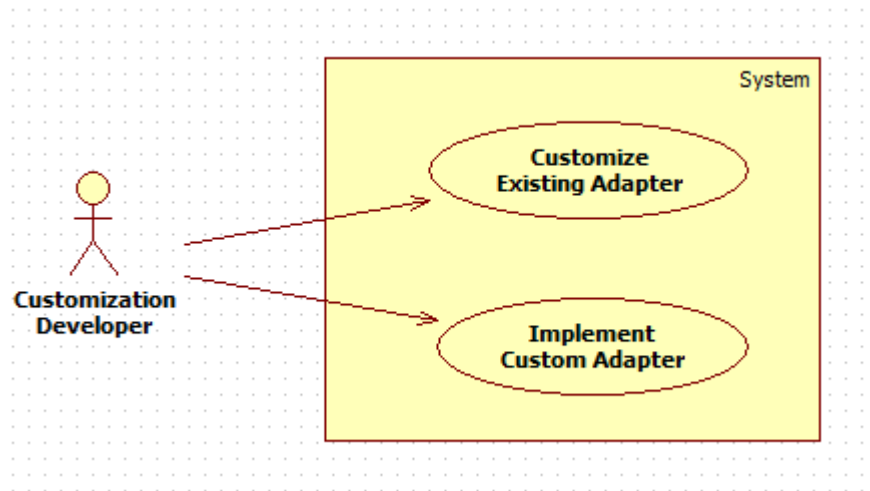 System
Customize
Existing Adapter
Customization
Developer
Implement
Custom Adapter